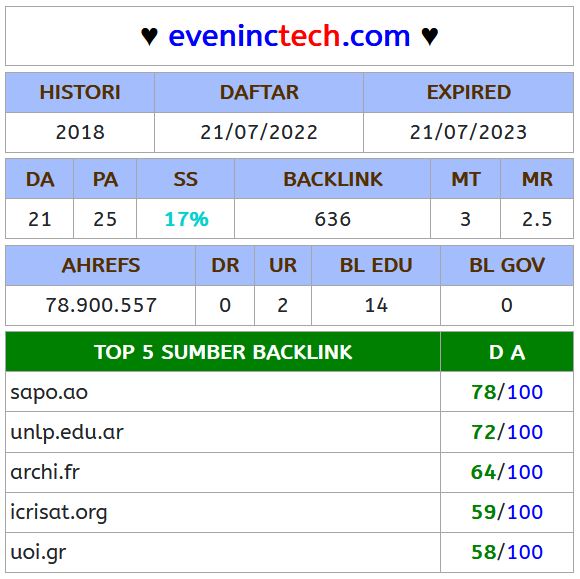 ♥ eveninctech.com ♥
HISTORI DAFTAR EXPIRED
2018 21/07/2022 21/07/2023
DA PA SS BACKLINK MT MR
21 25 17% 636 3 2.5
AHREFS DR UR BL EDU BL GOV
78.900.557 0 2 14 0
TOP 5 SUMBER BACKLINK D A
sapo.ao 78/100
unlp.edu.ar 72/100
archi.fr 64/100
icrisat.org 59/100
uoi.gr 58/100